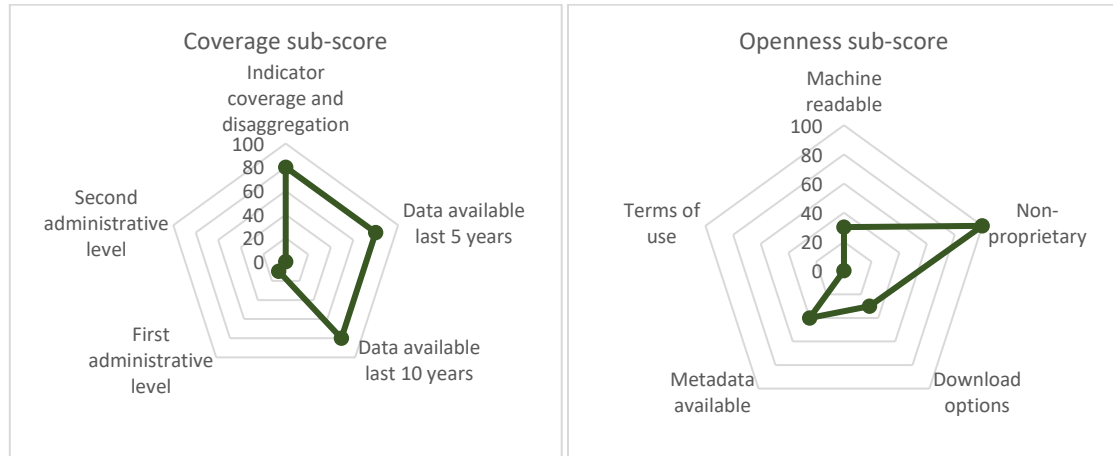 Coverage sub-score
Indicator
coverage and
disaggregation
100
80
60
40
20
0
Second
administrative
level
Data available
last 5 years
First
administrative
level
Data available
last 10 years
Openness sub-score
Machine
readable
100
80
60
40
20
0
Terms of
use
Non-
proprietary
Metadata
available
Download
options